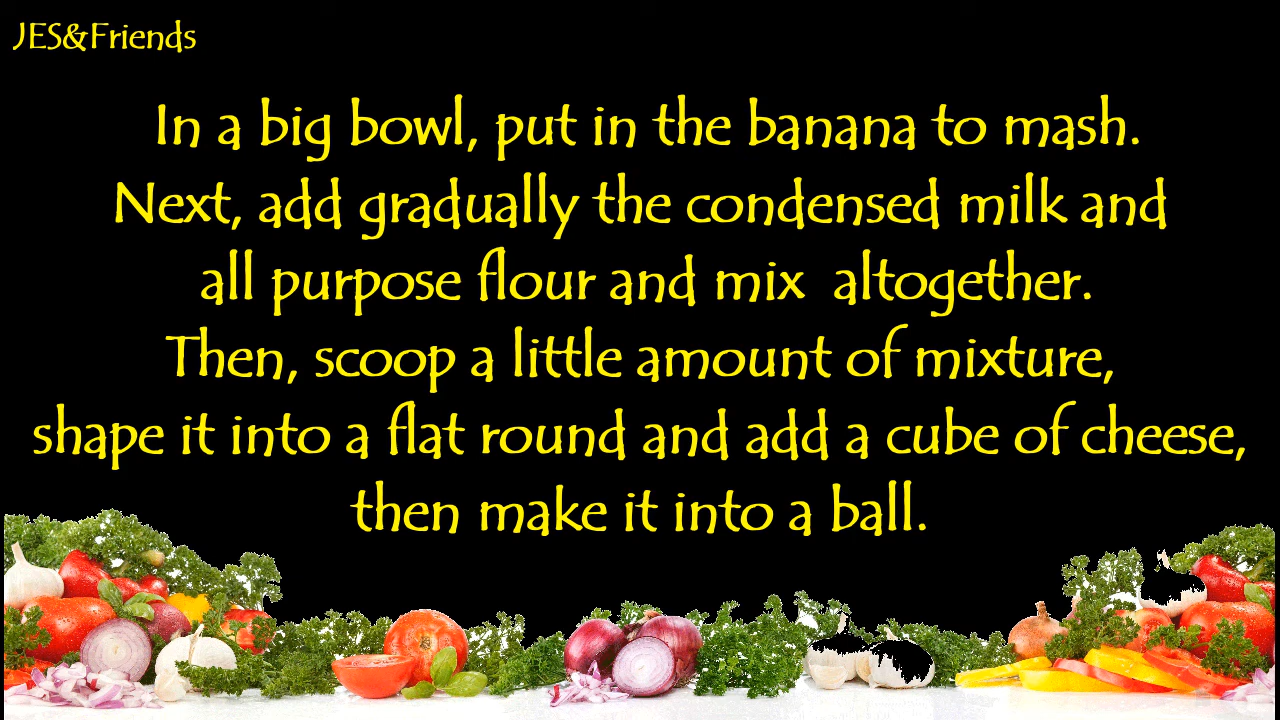 JES&Friends
In a big bowl, put in the banana to mash.
Next, add gradually the condensed milk and
all purpose flour and mix  altogether.
Then, scoop a little amount of mixture,
shape it into a flat round and add a cube of cheese,
then make it into a ball.